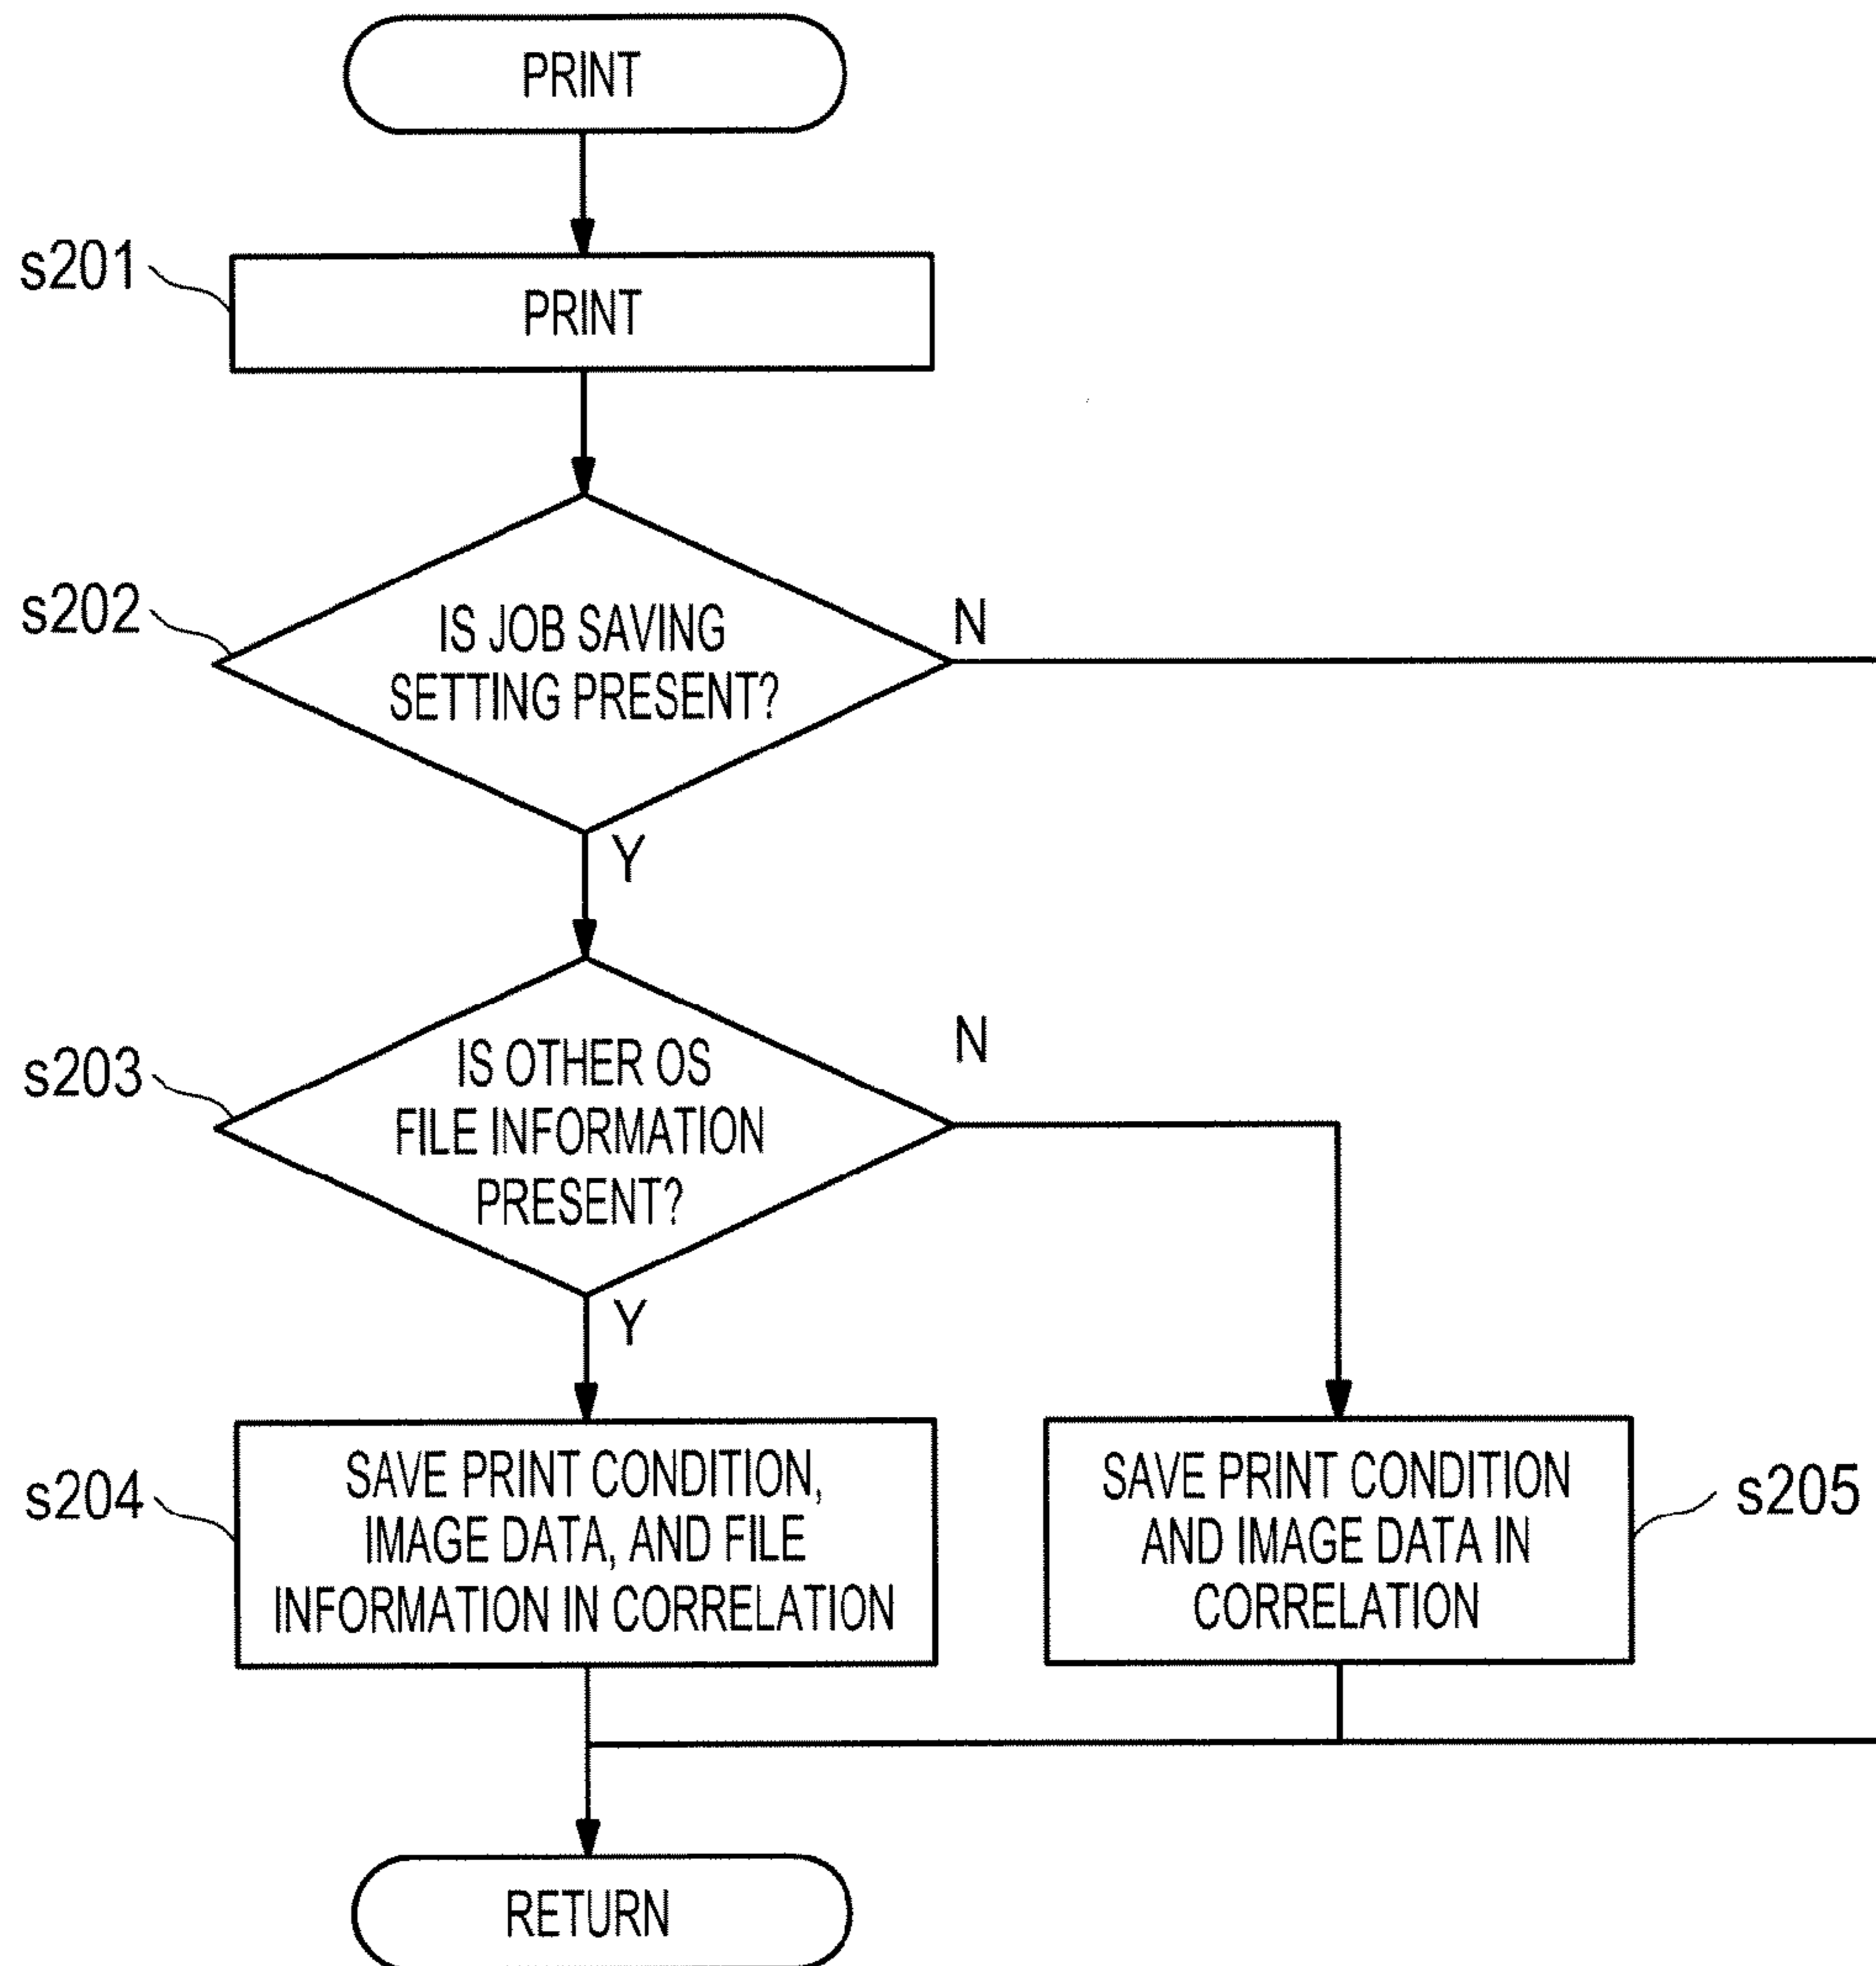 PRINT
s201
PRINT
s202
IS JOB SAVING
SETTING PRESENT?
N
Y
s203
IS OTHER OS
FILE INFORMATION
PRESENT?
N
Y
s204
SAVE PRINT CONDITION,
IMAGE DATA, AND FILE
INFORMATION IN CORRELATION
SAVE PRINT CONDITION
AND IMAGE DATA IN
CORRELATION
s205
RETURN